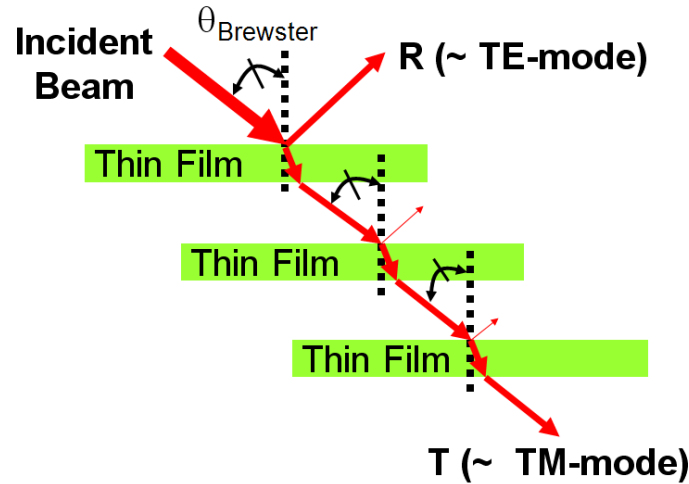 θBrewster
Incident
Beam
R (~ TE-mode)
Thin Film
Thin Film
Thin Film
T (~ TM-mode)